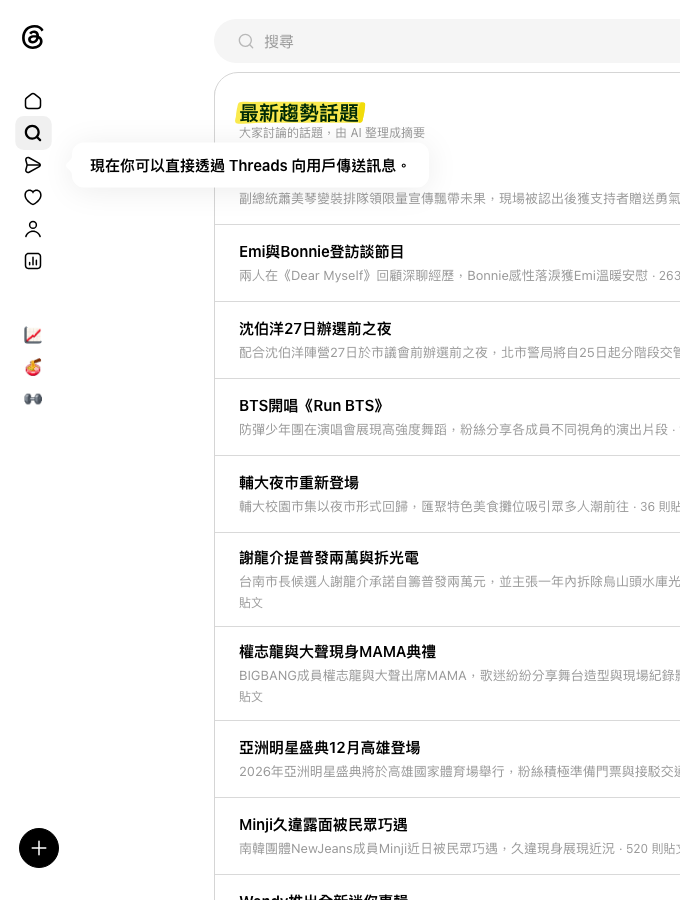 搜尋
最新趨勢話題
大家討論的話題，由 AI 整理成摘要
現在你可以直接透過 Threads 向用戶傳送訊息。
副總統蕭美琴變裝排隊領限量宣傳飄帶未果，現場被認出後獲支持者贈送勇氣
Emi與Bonnie登訪談節目
兩人在《Dear Myself》回顧深聊經歷，Bonnie感性落淚獲Emi溫暖安慰 · 263
沈伯洋27日辦選前之夜
配合沈伯洋陣營27日於市議會前辦選前之夜，北市警局將自25日起分階段交管
BTS開唱《Run BTS》
防彈少年團在演唱會展現高強度舞蹈，粉絲分享各成員不同視角的演出片段 ·
輔大夜市重新登場
輔大校園市集以夜市形式回歸，匯聚特色美食攤位吸引眾多人潮前往 · 36 則貼
謝龍介提普發兩萬與拆光電
台南市長候選人謝龍介承諾自籌普發兩萬元，並主張一年內拆除烏山頭水庫光
貼文
權志龍與大聲現身MAMA典禮
BIGBANG成員權志龍與大聲出席MAMA，歌迷紛紛分享舞台造型與現場紀錄影
貼文
亞洲明星盛典12月高雄登場
2026年亞洲明星盛典將於高雄國家體育場舉行，粉絲積極準備門票與接駁交通
Minji久違露面被民眾巧遇
南韓團體NewJeans成員Minji近日被民眾巧遇，久違現身展現近況 · 520 則貼文
Wendy推出全新迷你專輯